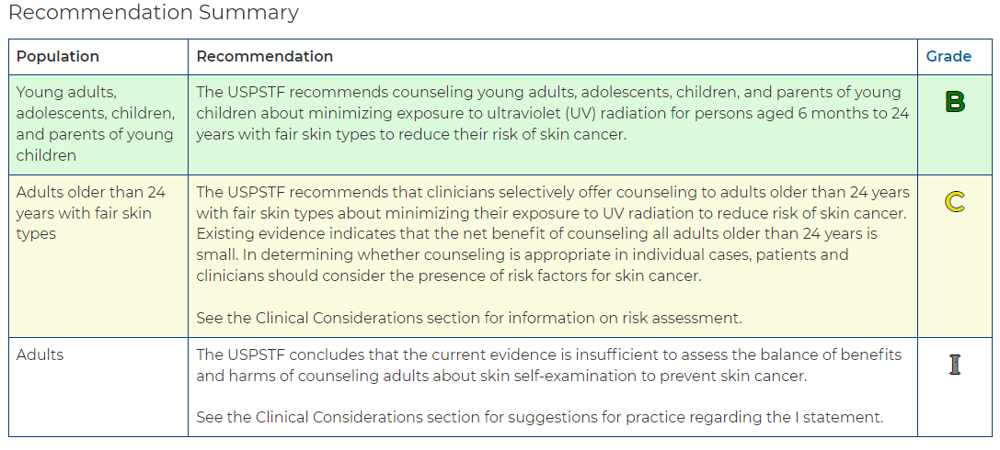 Recommendation Summary
Population Recommendation Grade
Young adults,
adolescents, children,
and parents of young
children
The USPSTF recommends counseling young adults, adolescents, children, and parents of young
children about minimizing exposure to ultraviolet (UV) radiation for persons aged 6 months to 24
years with fair skin types to reduce their risk of skin cancer.
B
Adults older than 24
years with fair skin
types
The USPSTF recommends that clinicians selectively offer counseling to adults older than 24 years
with fair skin types about minimizing their exposure to UV radiation to reduce risk of skin cancer.
Existing evidence indicates that the net benefit of counseling all adults older than 24 years is
small. In determining whether counseling is appropriate in individual cases, patients and
clinicians should consider the presence of risk factors for skin cancer.
See the Clinical Considerations section for information on risk assessment.
C
Adults
The USPSTF concludes that the current evidence is insufficient to assess the balance of benefits
and harms of counseling adults about skin self-examination to prevent skin cancer.
See the Clinical Considerations section for suggestions for practice regarding the I statement.
I